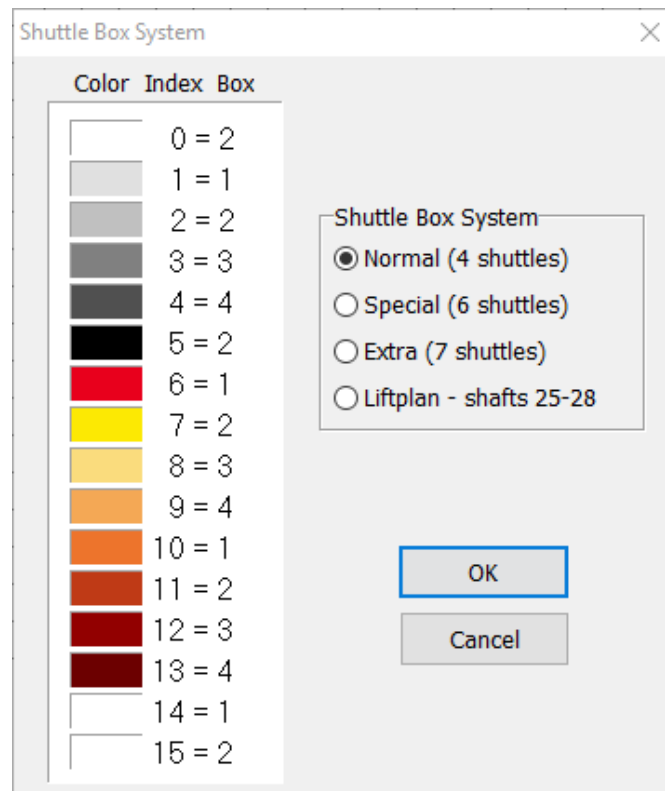 Shuttle Box System
Color Index Box
0 = 2
1 = 1
2 = 2
3 = 3
4 = 4
5 = 2
6 = 1
7 = 2
8 = 3
9 = 4
10 = 1
11 = 2
12 = 3
13 = 4
14 = 1
15 = 2
Shuttle Box System
Normal (4 shuttles)
Special (6 shuttles)
Extra (7 shuttles)
Liftplan - shafts 25-28
OK
Cancel